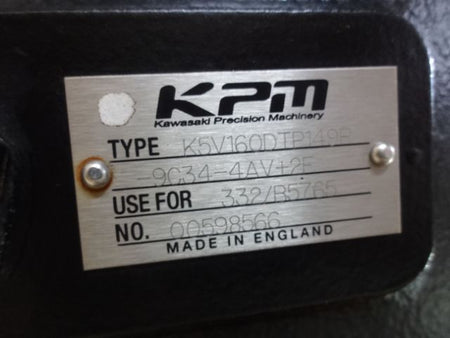 KPM
Kawasaki Precision Machinery
TYPE K5V160DTP149R
9C34-4AV+2F
USE FOR 332/B5765
NO. 00598566
MADE IN ENGLAND